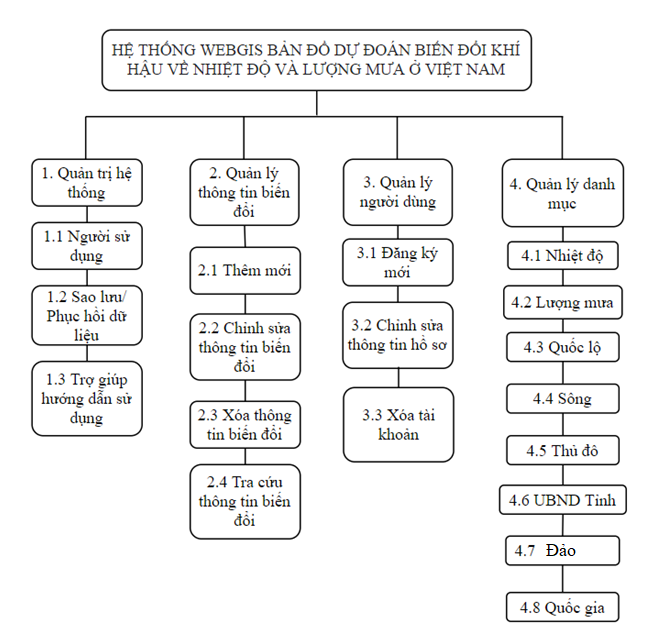 HỆ THỐNG WEBGIS BẢN ĐỒ DỰ ĐOÁN BIẾN ĐỔI KHÍ
HẬU VỀ NHIỆT ĐỘ VÀ LƯỢNG MƯA Ở VIỆT NAM
1. Quản trị hệ
thống
1.1 Người sử
dụng
1.2 Sao lưu/
Phục hồi dữ
liệu
1.3 Trợ giúp
hướng dẫn sử
dụng
2. Quản lý
thông tin biến
đổi
2.1 Thêm mới
2.2 Chỉnh sửa
thông tin biến
đổi
2.3 Xóa thông
tin biến đổi
2.4 Tra cứu
thông tin biến
đổi
3. Quản lý
người dùng
3.1 Đăng ký
mới
3.2 Chỉnh sửa
thông tin hồ sơ
3.3 Xóa tài
khoản
4. Quản lý danh
mục
4.1 Nhiệt độ
4.2 Lượng mưa
4.3 Quốc lộ
4.4 Sông
4.5 Thủ đô
4.6 UBND Tỉnh
4.7 Đảo
4.8 Quốc gia